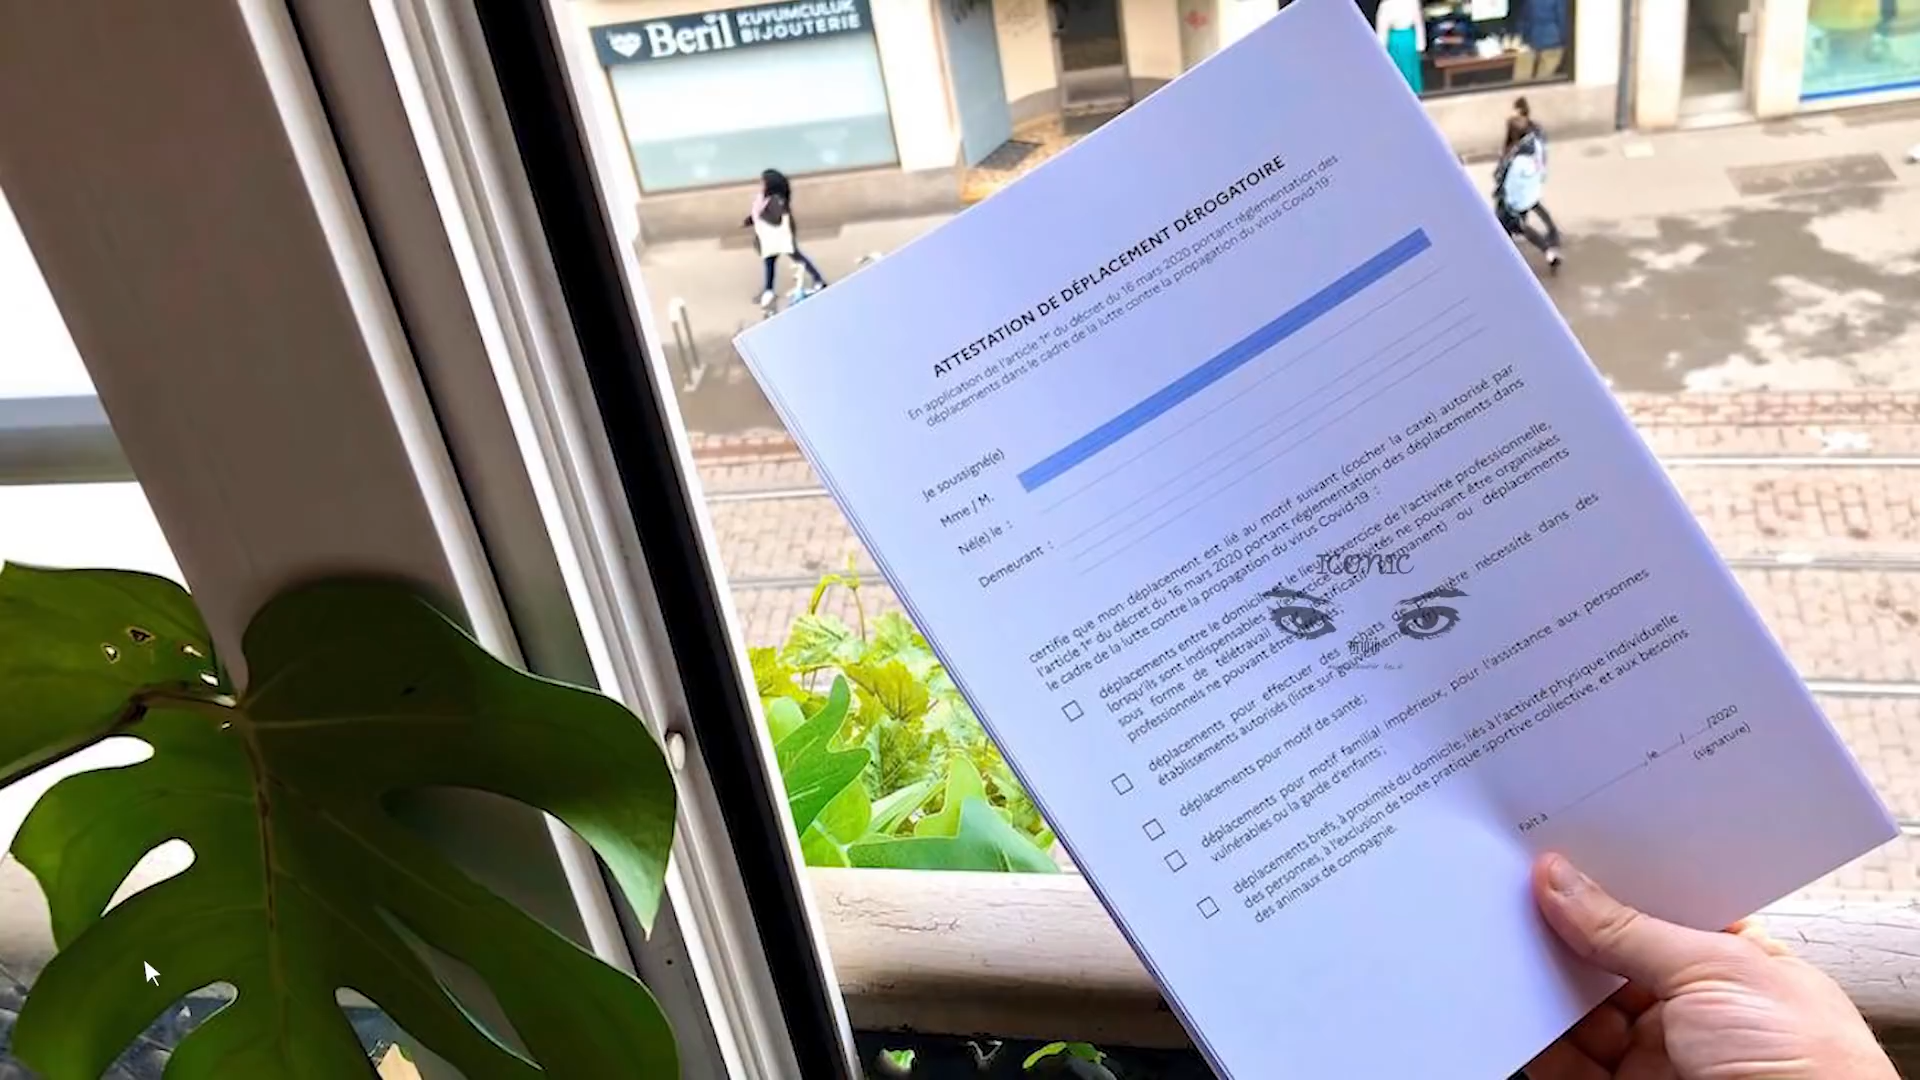 Beril KUYUMCULUK
BIJOUTERIE
ATTESTATION DE DÉPLACEMENT DÉROGATOIRE
En application de l'article 1er du décret du 16 mars 2020 portant réglementation des
déplacements dans le cadre de la lutte contre la propagation du virus Covid-19 :
Je soussigné(e)
Mme / M.
Né(e) le :
Demeurant :
certifie que mon déplacement est lié au motif suivant (cocher la case) autorisé par
l'article 1er du décret du 16 mars 2020 portant réglementation des déplacements dans
le cadre de la lutte contre la propagation du virus Covid-19 :
déplacements entre le domicile et le lieu d'exercice de l'activité professionnelle,
lorsqu'ils sont indispensables à l'exercice d'activités ne pouvant être organisées
sous forme de télétravail permanent) ou déplacements
professionnels ne pouvant être
déplacements pour effectuer des achats de première nécessité dans des
établissements autorisés (liste sur gouvernement
déplacements pour motif de santé ;
déplacements pour motif familial impérieux, pour l'assistance aux personnes
vulnérables ou la garde d'enfants ;
déplacements brefs, à proximité du domicile, liés à l'activité physique individuelle
des personnes, à l'exclusion de toute pratique sportive collective, et aux besoins
des animaux de compagnie.
Fait à , le / /2020
(signature)
ICONIC